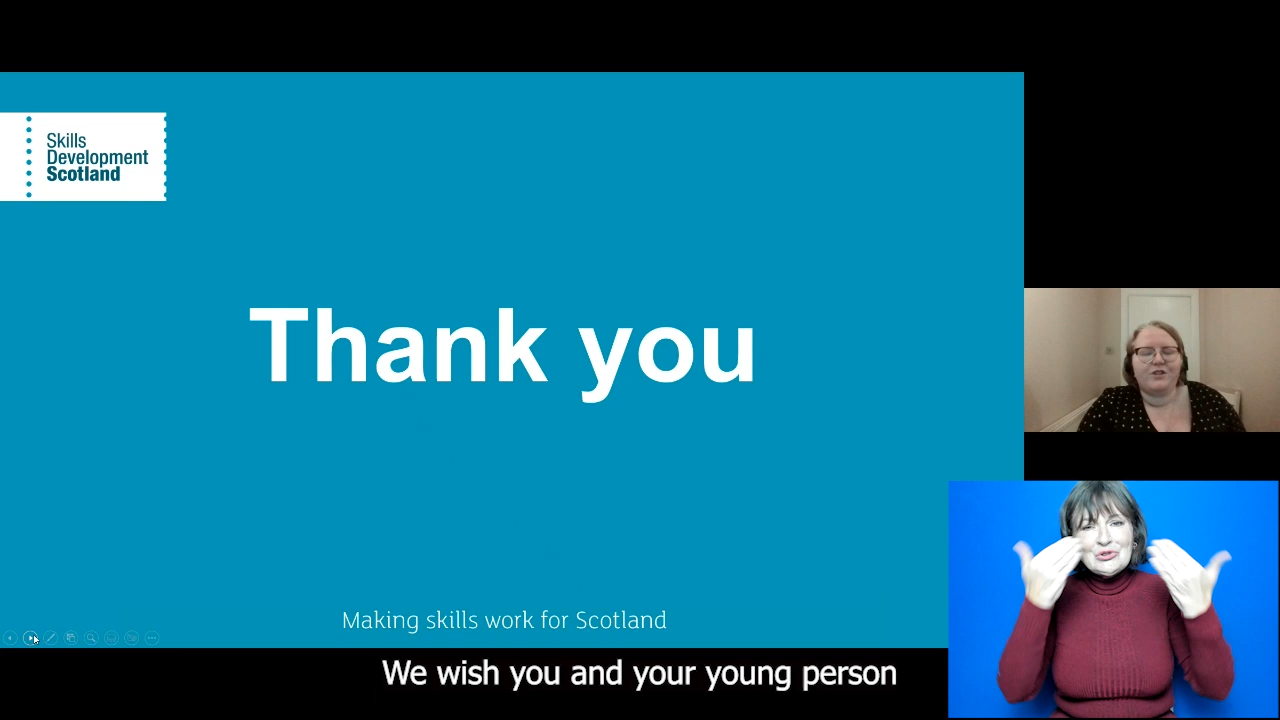 Skills
Development
Scotland
Thank you
Making skills work for Scotland
We wish you and your young person